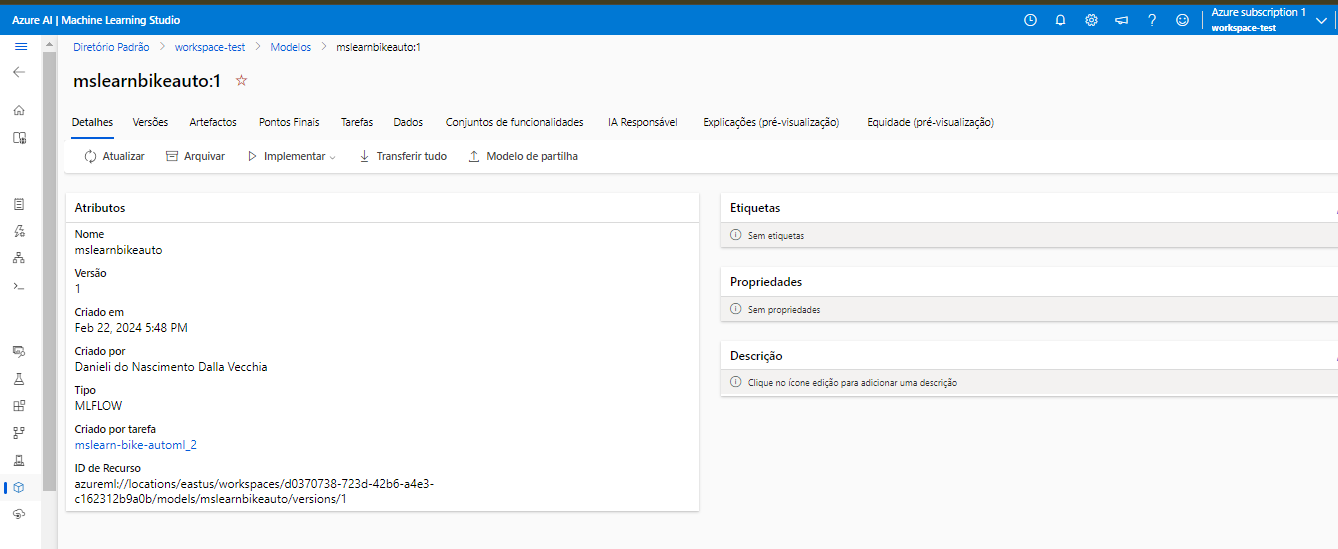 Azure AI | Machine Learning Studio
Azure subscription 1
workspace-test
Diretório Padrão > workspace-test > Modelos > mslearnbikeauto:1
mslearnbikeauto:1
Detalhes Versões Artefactos Pontos Finais Tarefas Dados Conjuntos de funcionalidades IA Responsável Explicações (pré-visualização) Equidade (pré-visualização)
Atualizar Arquivar Implementar Transferir tudo Modelo de partilha
Atributos
Nome
mslearnbikeauto
Versão
1
Criado em
Feb 22, 2024 5:48 PM
Criado por
Danieli do Nascimento Dalla Vecchia
Tipo
MLFLOW
Criado por tarefa
mslearn-bike-automl_2
ID de Recurso
azureml://locations/eastus/workspaces/d0370738-723d-42b6-a4e3-
c162312b9a0b/models/mslearnbikeauto/versions/1
Etiquetas
Sem etiquetas
Propriedades
Sem propriedades
Descrição
Clique no ícone edição para adicionar uma descrição